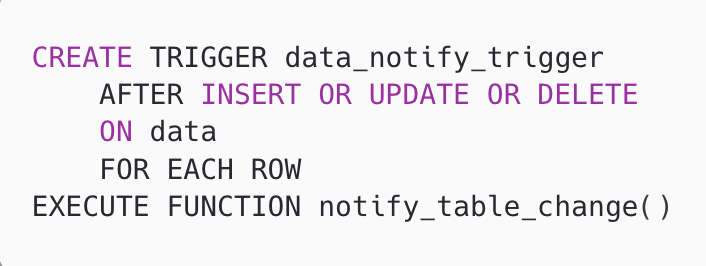 CREATE TRIGGER data_notify_trigger
    AFTER INSERT OR UPDATE OR DELETE
    ON data
    FOR EACH ROW
EXECUTE FUNCTION notify_table_change()